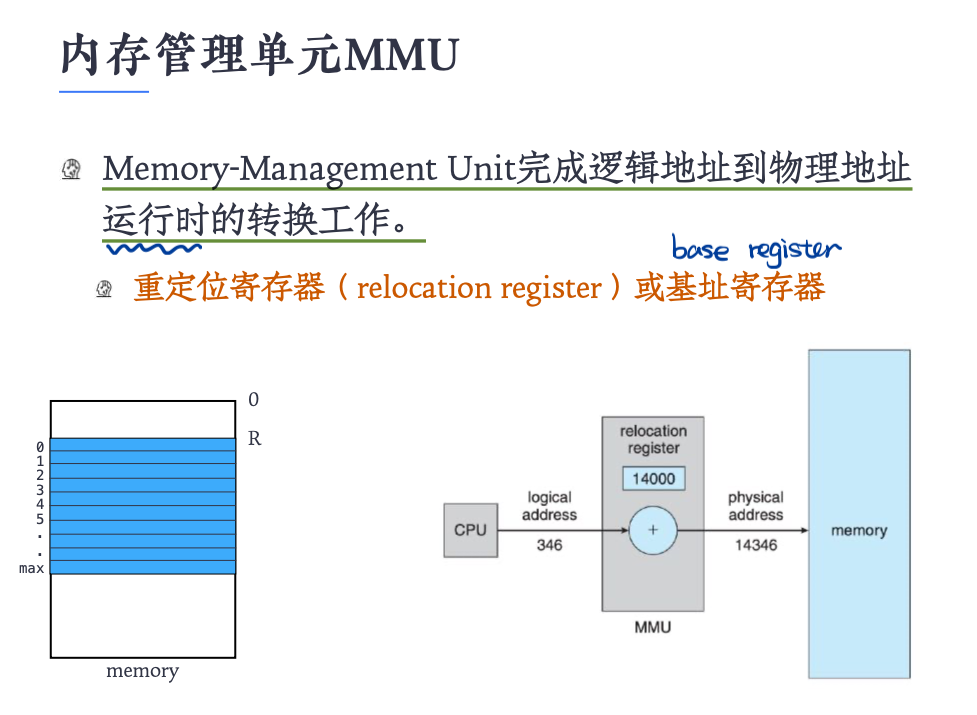 内存管理单元MMU
Memory-Management Unit完成逻辑地址到物理地址
运行时的转换工作。
base register
重定位寄存器（relocation register）或基址寄存器
0
R
0
1
2
3
4
5
.
.
max
memory
relocation
register
14000
logical
address
physical
address
CPU
+
memory
346
14346
MMU